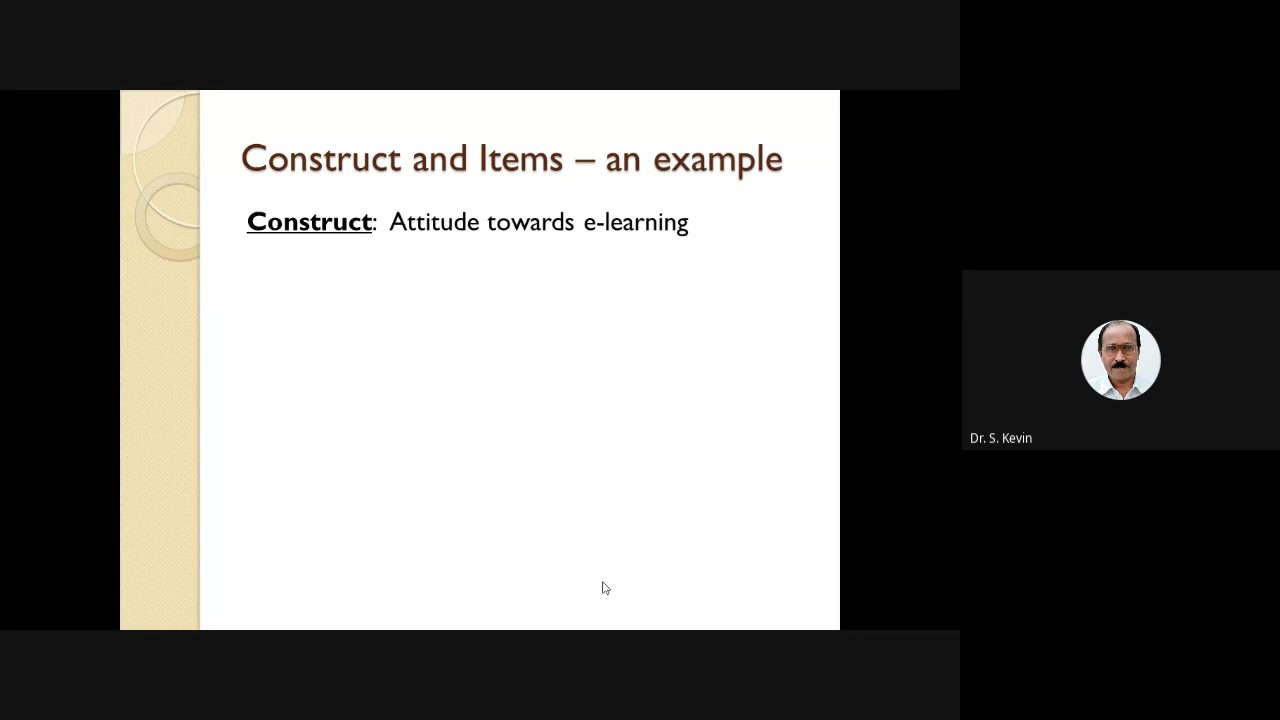 Construct and Items – an example
Construct: Attitude towards e-learning
Dr. S. Kevin